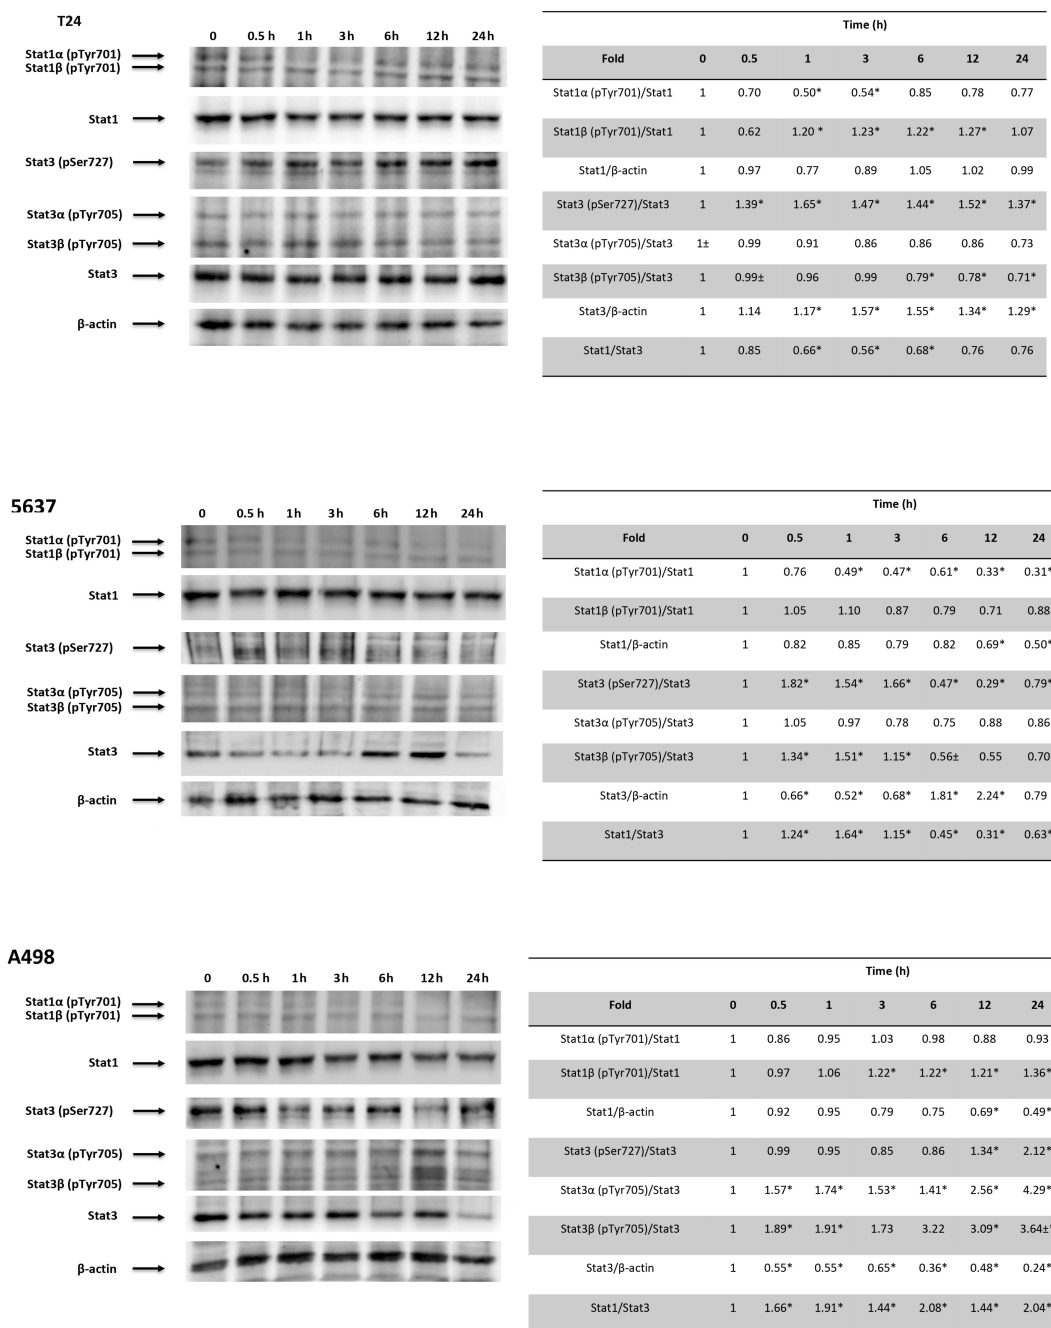 T24
0 0.5 h 1h 3h 6h 12h 24h
Stat1α (pTyr701)
Stat1β (pTyr701)
Stat1
Stat3 (pSer727)
Stat3α (pTyr705)
Stat3β (pTyr705)
Stat3
β-actin
Time (h)
Fold 0 0.5 1 3 6 12 24
Stat1α (pTyr701)/Stat1 1 0.70 0.50* 0.54* 0.85 0.78 0.77
Stat1β (pTyr701)/Stat1 1 0.62 1.20 * 1.23* 1.22* 1.27* 1.07
Stat1/β-actin 1 0.97 0.77 0.89 1.05 1.02 0.99
Stat3 (pSer727)/Stat3 1 1.39* 1.65* 1.47* 1.44* 1.52* 1.37*
Stat3α (pTyr705)/Stat3 1± 0.99 0.91 0.86 0.86 0.86 0.73
Stat3β (pTyr705)/Stat3 1 0.99± 0.96 0.99 0.79* 0.78* 0.71*
Stat3/β-actin 1 1.14 1.17* 1.57* 1.55* 1.34* 1.29*
Stat1/Stat3 1 0.85 0.66* 0.56* 0.68* 0.76 0.76
5637
0 0.5 h 1h 3h 6h 12h 24h
Stat1α (pTyr701)
Stat1β (pTyr701)
Stat1
Stat3 (pSer727)
Stat3α (pTyr705)
Stat3β (pTyr705)
Stat3
β-actin
Time (h)
Fold 0 0.5 1 3 6 12 24
Stat1α (pTyr701)/Stat1 1 0.76 0.49* 0.47* 0.61* 0.33* 0.31*
Stat1β (pTyr701)/Stat1 1 1.05 1.10 0.87 0.79 0.71 0.88
Stat1/β-actin 1 0.82 0.85 0.79 0.82 0.69* 0.50*
Stat3 (pSer727)/Stat3 1 1.82* 1.54* 1.66* 0.47* 0.29* 0.79*
Stat3α (pTyr705)/Stat3 1 1.05 0.97 0.78 0.75 0.88 0.86
Stat3β (pTyr705)/Stat3 1 1.34* 1.51* 1.15* 0.56± 0.55 0.70
Stat3/β-actin 1 0.66* 0.52* 0.68* 1.81* 2.24* 0.79
Stat1/Stat3 1 1.24* 1.64* 1.15* 0.45* 0.31* 0.63*
A498
0 0.5 h 1h 3h 6h 12h 24h
Stat1α (pTyr701)
Stat1β (pTyr701)
Stat1
Stat3 (pSer727)
Stat3α (pTyr705)
Stat3β (pTyr705)
Stat3
β-actin
Time (h)
Fold 0 0.5 1 3 6 12 24
Stat1α (pTyr701)/Stat1 1 0.86 0.95 1.03 0.98 0.88 0.93
Stat1β (pTyr701)/Stat1 1 0.97 1.06 1.22* 1.22* 1.21* 1.36*
Stat1/β-actin 1 0.92 0.95 0.79 0.75 0.69* 0.49*
Stat3 (pSer727)/Stat3 1 0.99 0.95 0.85 0.86 1.34* 2.12*
Stat3α (pTyr705)/Stat3 1 1.57* 1.74* 1.53* 1.41* 2.56* 4.29*
Stat3β (pTyr705)/Stat3 1 1.89* 1.91* 1.73 3.22 3.09* 3.64±*
Stat3/β-actin 1 0.55* 0.55* 0.65* 0.36* 0.48* 0.24*
Stat1/Stat3 1 1.66* 1.91* 1.44* 2.08* 1.44* 2.04*